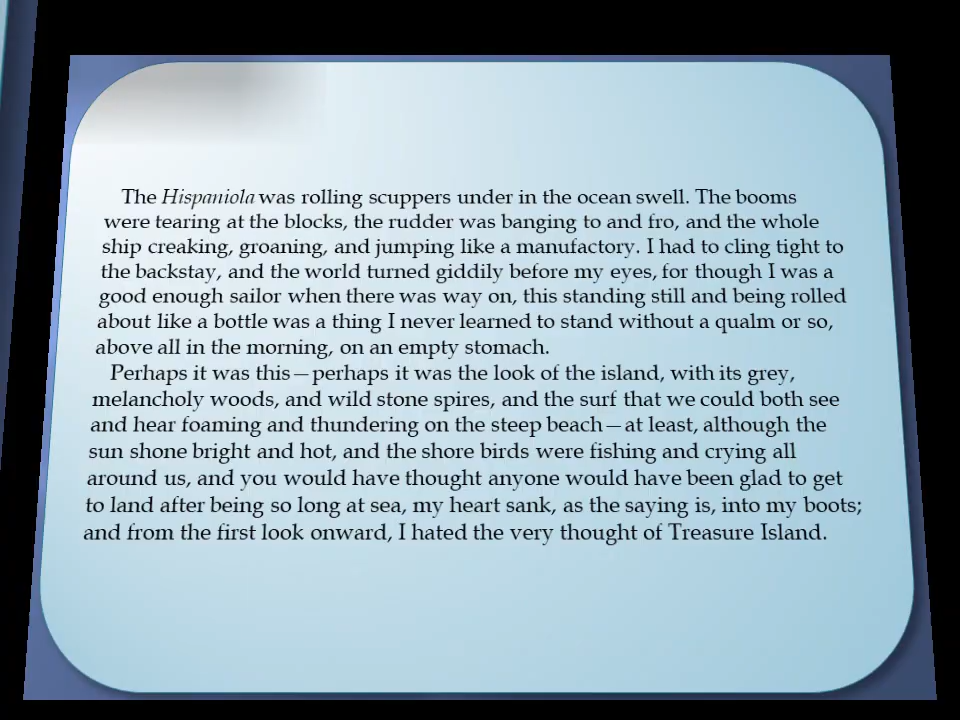 The Hispaniola was rolling scuppers under in the ocean swell. The booms
were tearing at the blocks, the rudder was banging to and fro, and the whole
ship creaking, groaning, and jumping like a manufactory. I had to cling tight to
the backstay, and the world turned giddily before my eyes, for though I was a
good enough sailor when there was way on, this standing still and being rolled
about like a bottle was a thing I never learned to stand without a qualm or so,
above all in the morning, on an empty stomach.
Perhaps it was this—perhaps it was the look of the island, with its grey,
melancholy woods, and wild stone spires, and the surf that we could both see
and hear foaming and thundering on the steep beach—at least, although the
sun shone bright and hot, and the shore birds were fishing and crying all
around us, and you would have thought anyone would have been glad to get
to land after being so long at sea, my heart sank, as the saying is, into my boots;
and from the first look onward, I hated the very thought of Treasure Island.